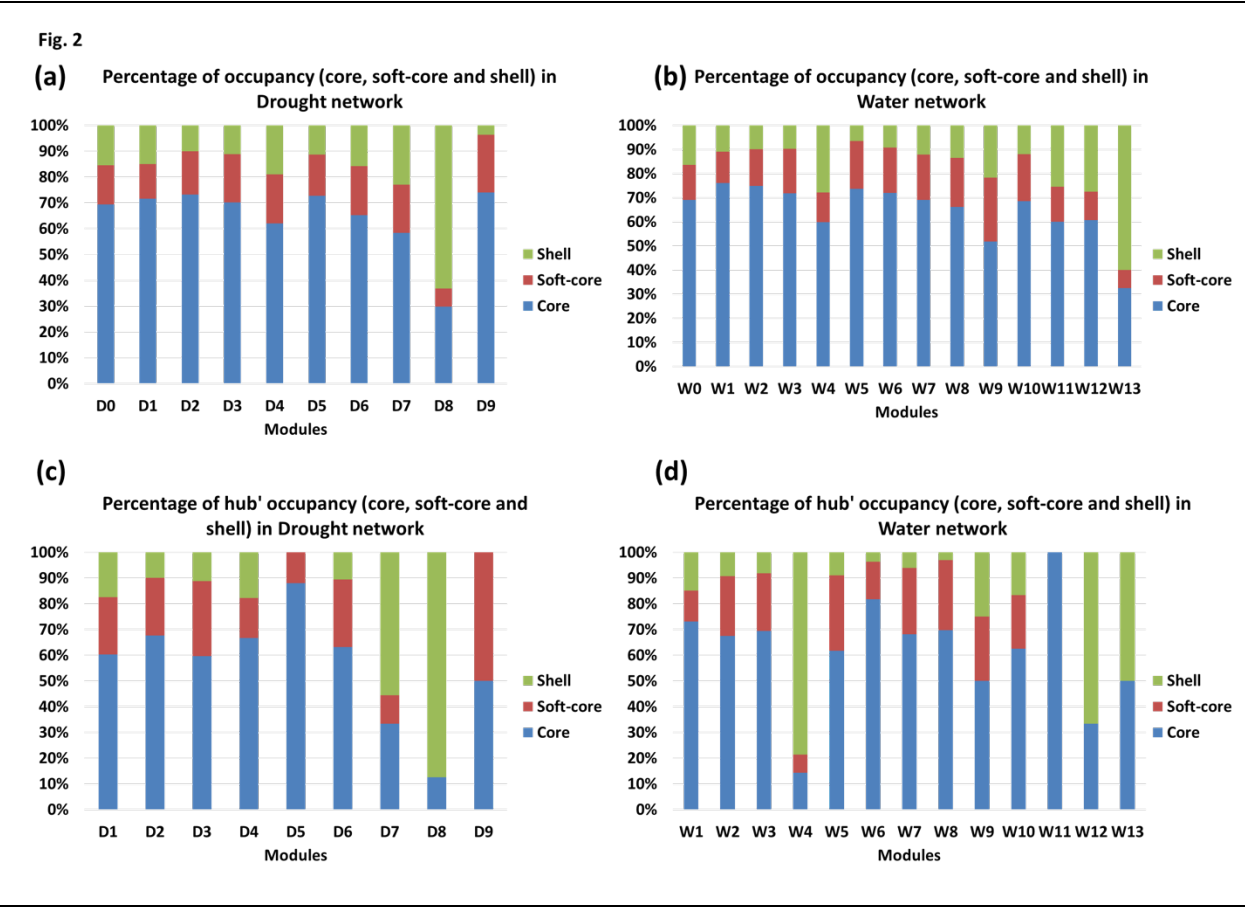 Fig. 2
(a)
Percentage of occupancy (core, soft-core and shell) in
Drought network
100%
90%
80%
70%
60%
50%
40%
30%
20%
10%
0%
D0 D1 D2 D3 D4 D5 D6 D7 D8 D9
Modules
Shell
Soft-core
Core
(b)
Percentage of occupancy (core, soft-core and shell) in
Water network
100%
90%
80%
70%
60%
50%
40%
30%
20%
10%
0%
W0 W1 W2 W3 W4 W5 W6 W7 W8 W9 W10 W11 W12 W13
Modules
Shell
Soft-core
Core
(c)
Percentage of hub' occupancy (core, soft-core and
shell) in Drought network
100%
90%
80%
70%
60%
50%
40%
30%
20%
10%
0%
D1 D2 D3 D4 D5 D6 D7 D8 D9
Modules
Shell
Soft-core
Core
(d)
Percentage of hub' occupancy (core, soft-core and shell) in
Water network
100%
90%
80%
70%
60%
50%
40%
30%
20%
10%
0%
W1 W2 W3 W4 W5 W6 W7 W8 W9 W10 W11 W12 W13
Modules
Shell
Soft-core
Core